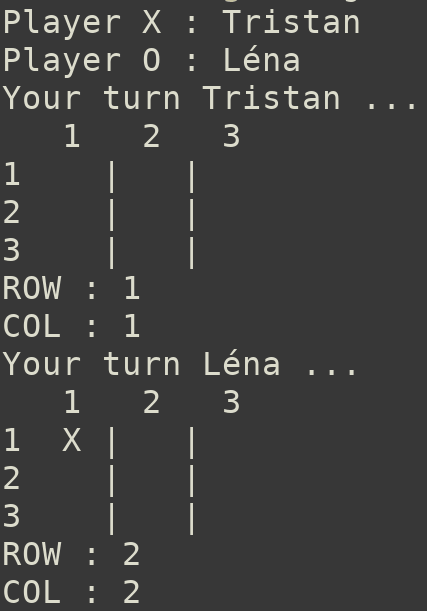 Player X : Tristan
Player O : Léna
Your turn Tristan ...
   1   2   3
1    |   |
2    |   |
3    |   |
ROW : 1
COL : 1
Your turn Léna ...
   1   2   3
1  X |   |
2    |   |
3    |   |
ROW : 2
COL : 2